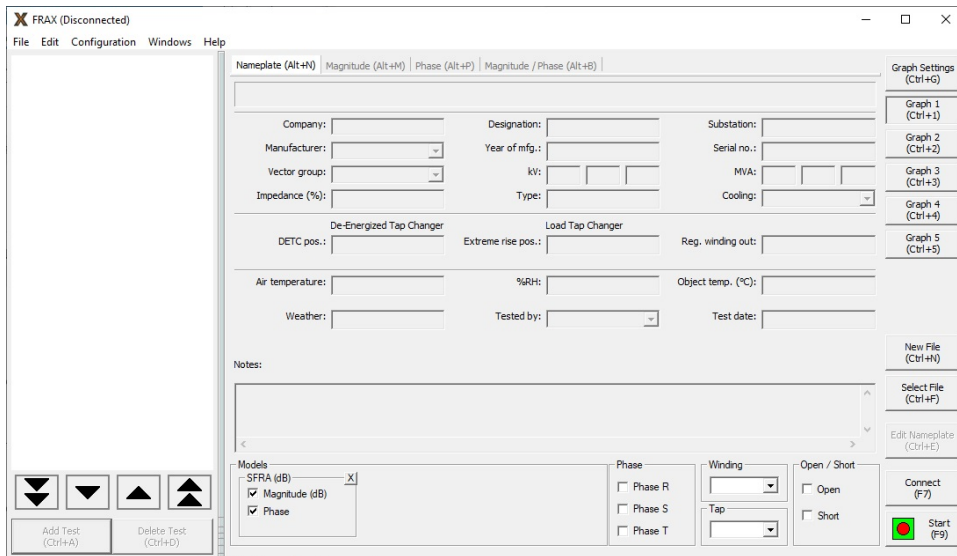 FRAX (Disconnected)
File Edit Configuration Windows Help
Nameplate (Alt+N) Magnitude (Alt+M) Phase (Alt+P) Magnitude / Phase (Alt+B)
Company: Designation: Substation:
Manufacturer: Year of mfg.: Serial no.:
Vector group: kV: MVA:
Impedance (%): Type: Cooling:
De-Energized Tap Changer Load Tap Changer
DETC pos.: Extreme rise pos.: Reg. winding out:
Air temperature: %RH: Object temp. (°C):
Weather: Tested by: Test date:
Notes:
Graph Settings
(Ctrl+G)
Graph 1
(Ctrl+1)
Graph 2
(Ctrl+2)
Graph 3
(Ctrl+3)
Graph 4
(Ctrl+4)
Graph 5
(Ctrl+5)
New File
(Ctrl+N)
Select File
(Ctrl+F)
Edit Nameplate
(Ctrl+E)
Connect
(F7)
Start
(F9)
Add Test
(Ctrl+A)
Delete Test
(Ctrl+D)
Models
SFRA (dB) X
Magnitude (dB)
Phase
Phase
Phase R
Phase S
Phase T
Winding
Tap
Open / Short
Open
Short